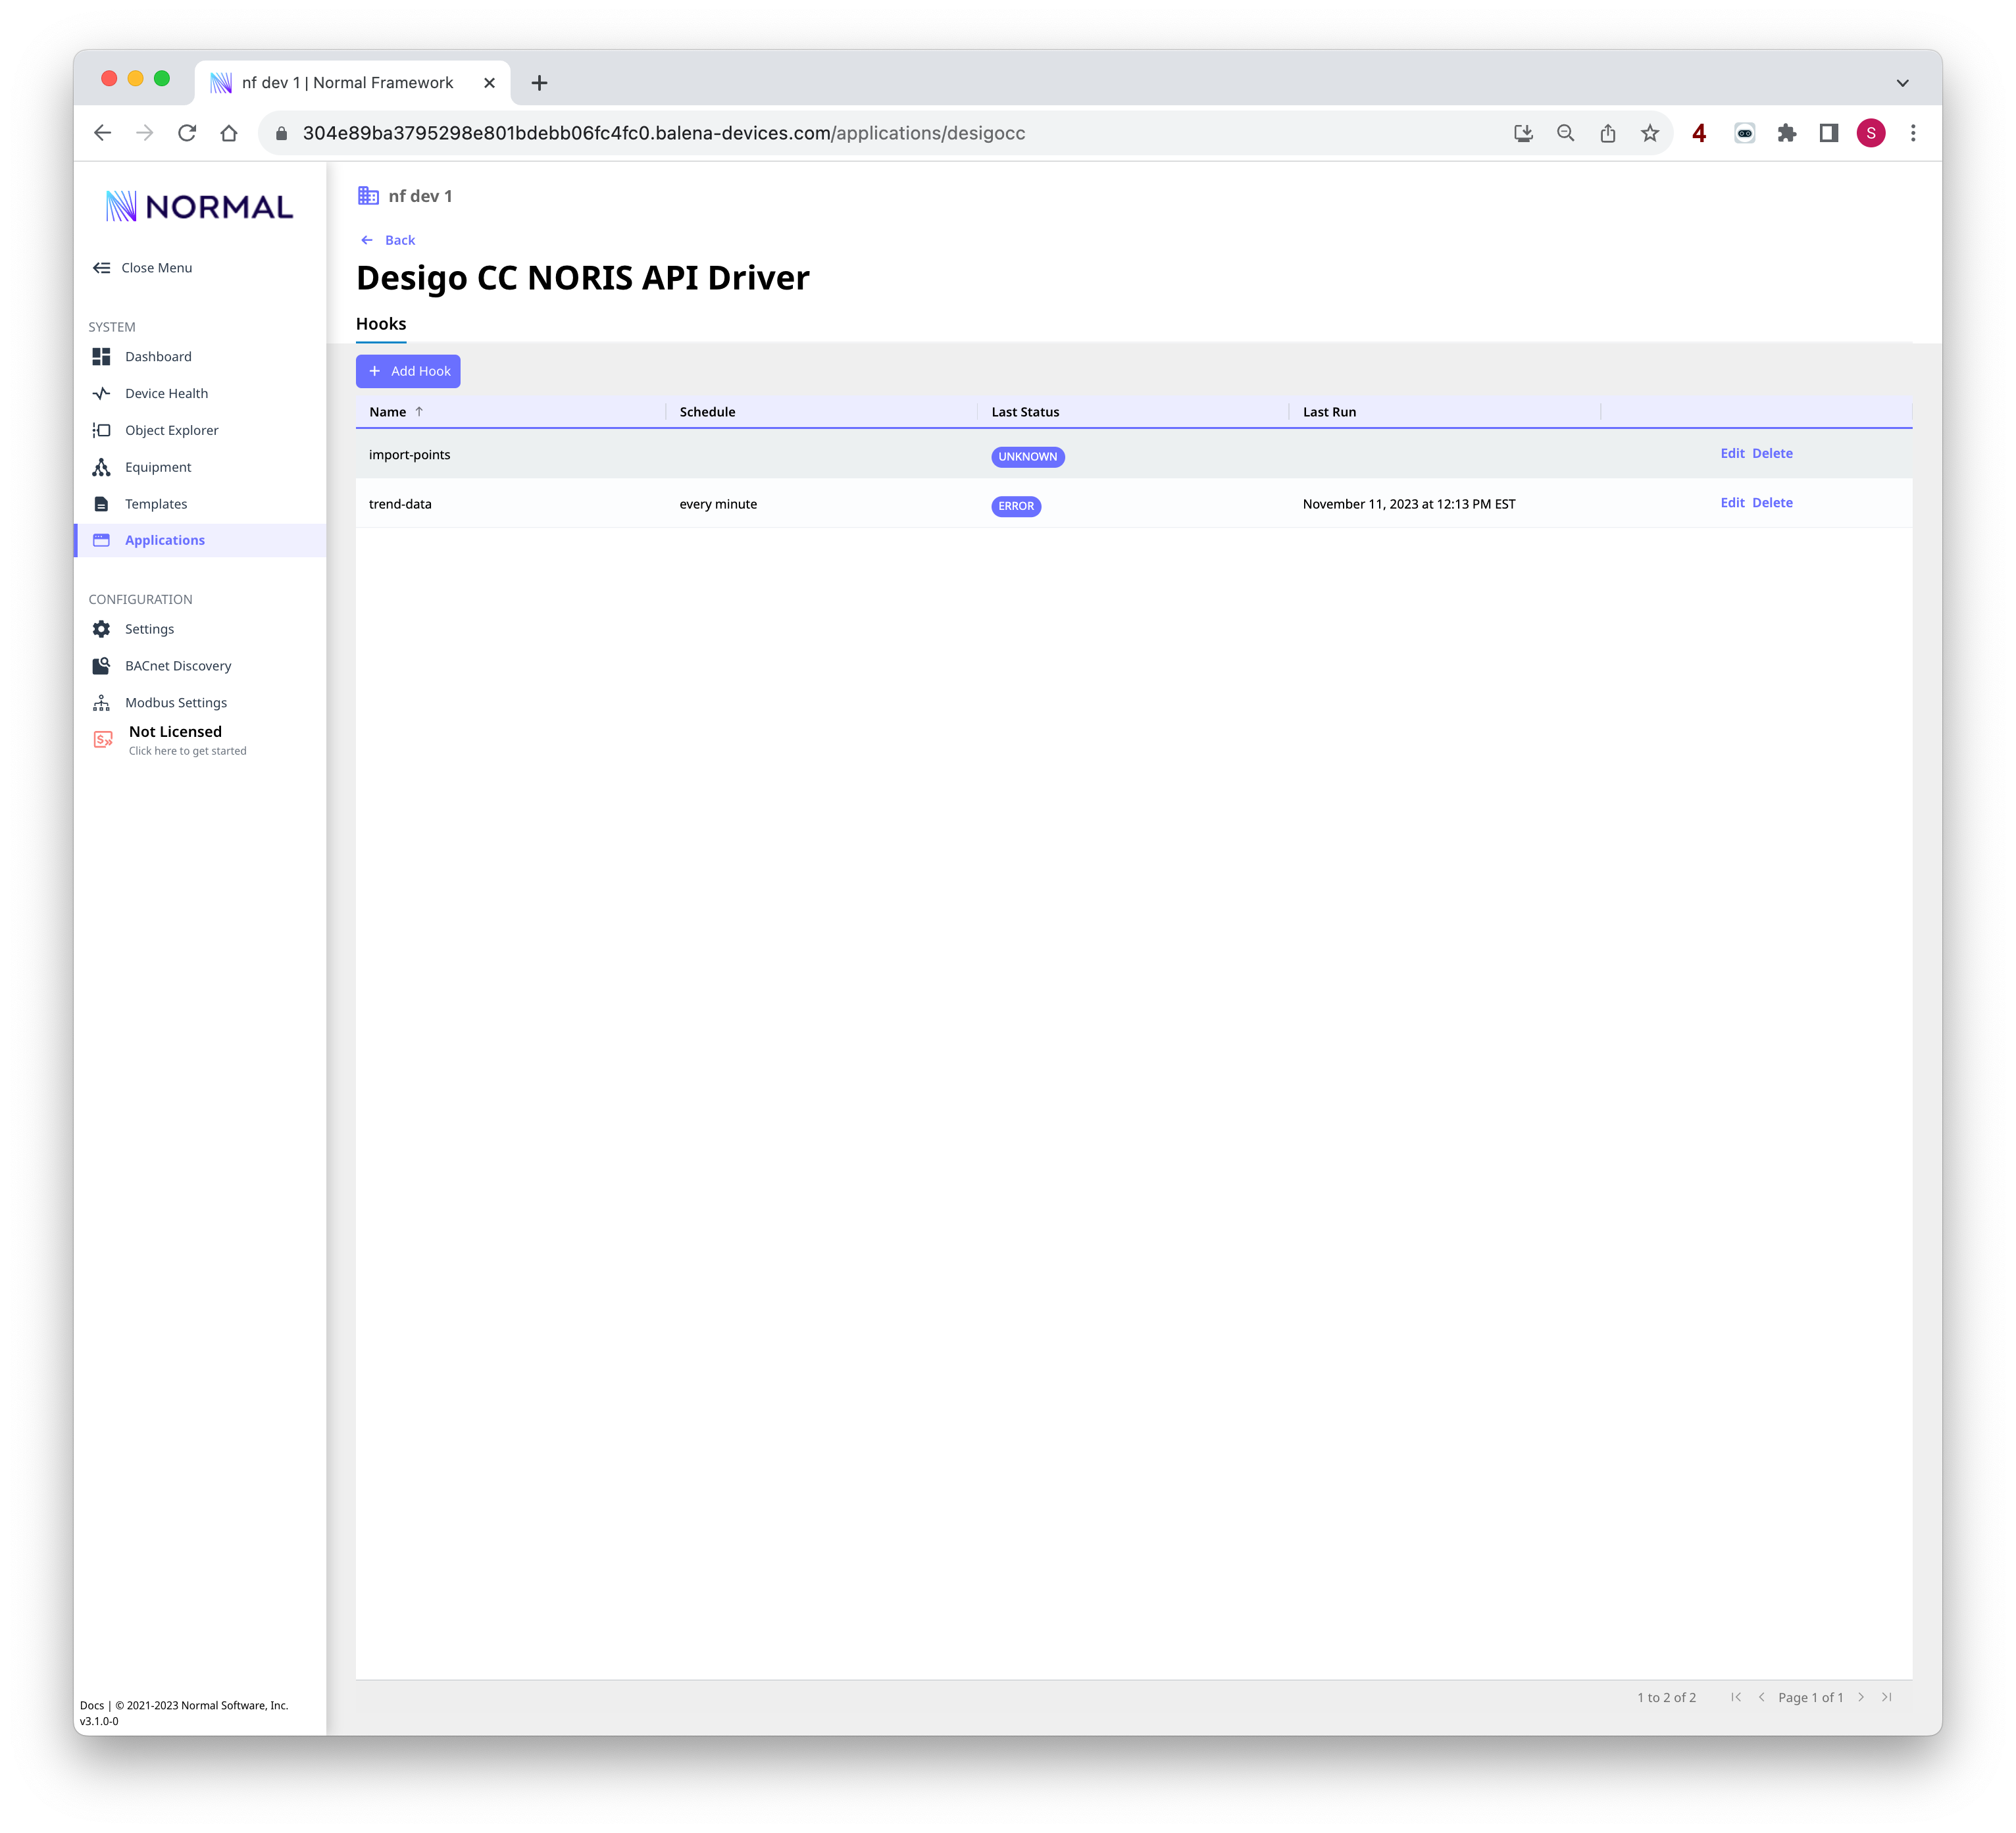 nf dev 1 | Normal Framework
304e89ba3795298e801bdebb06fc4fc0.balena-devices.com/applications/desigocc
4
S
NORMAL
Close Menu
SYSTEM
Dashboard
Device Health
Object Explorer
Equipment
Templates
Applications
CONFIGURATION
Settings
BACnet Discovery
Modbus Settings
Not Licensed
Click here to get started
Docs | © 2021-2023 Normal Software, Inc.
v3.1.0-0
nf dev 1
Back
Desigo CC NORIS API Driver
Hooks
+ Add Hook
Name ↑ Schedule Last Status Last Run
import-points UNKNOWN Edit Delete
trend-data every minute ERROR November 11, 2023 at 12:13 PM EST Edit Delete
1 to 2 of 2 Page 1 of 1